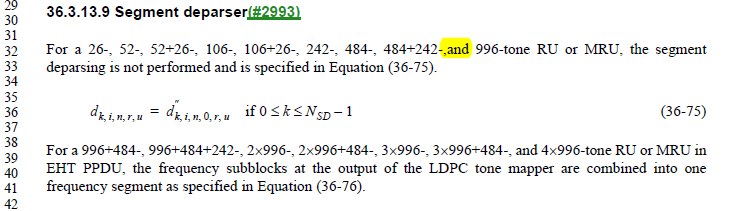 29
30 36.3.13.9 Segment deparser(#2993)
31
32 For a 26-, 52-, 52+26-, 106-, 106+26-, 242-, 484-, 484+242-,and 996-tone RU or MRU, the segment
33 deparsing is not performed and is specified in Equation (36-75).
34
35
36 d k, i, n, r, u = d" k, i, n, 0, r, u if 0 ≤ k ≤ N SD – 1 (36-75)
37
38
39 For a 996+484-, 996+484+242-, 2×996-, 2×996+484-, 3×996-, 3×996+484-, and 4×996-tone RU or MRU in
40 EHT PPDU, the frequency subblocks at the output of the LDPC tone mapper are combined into one
41 frequency segment as specified in Equation (36-76).
42